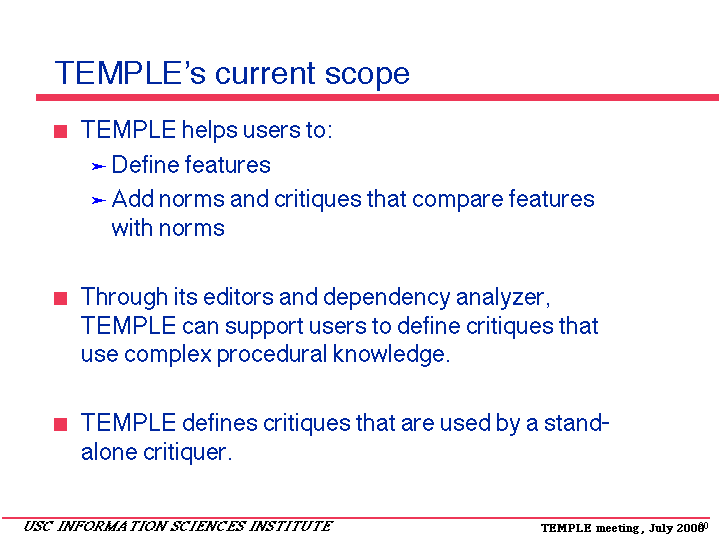 TEMPLE's current scope
TEMPLE helps users to:
Define features
Add norms and critiques that compare features
with norms
Through its editors and dependency analyzer,
TEMPLE can support users to define critiques that
use complex procedural knowledge.
TEMPLE defines critiques that are used by a stand-
alone critiquer.
USC INFORMATION SCIENCES INSTITUTE
TEMPLE meeting, July 2000